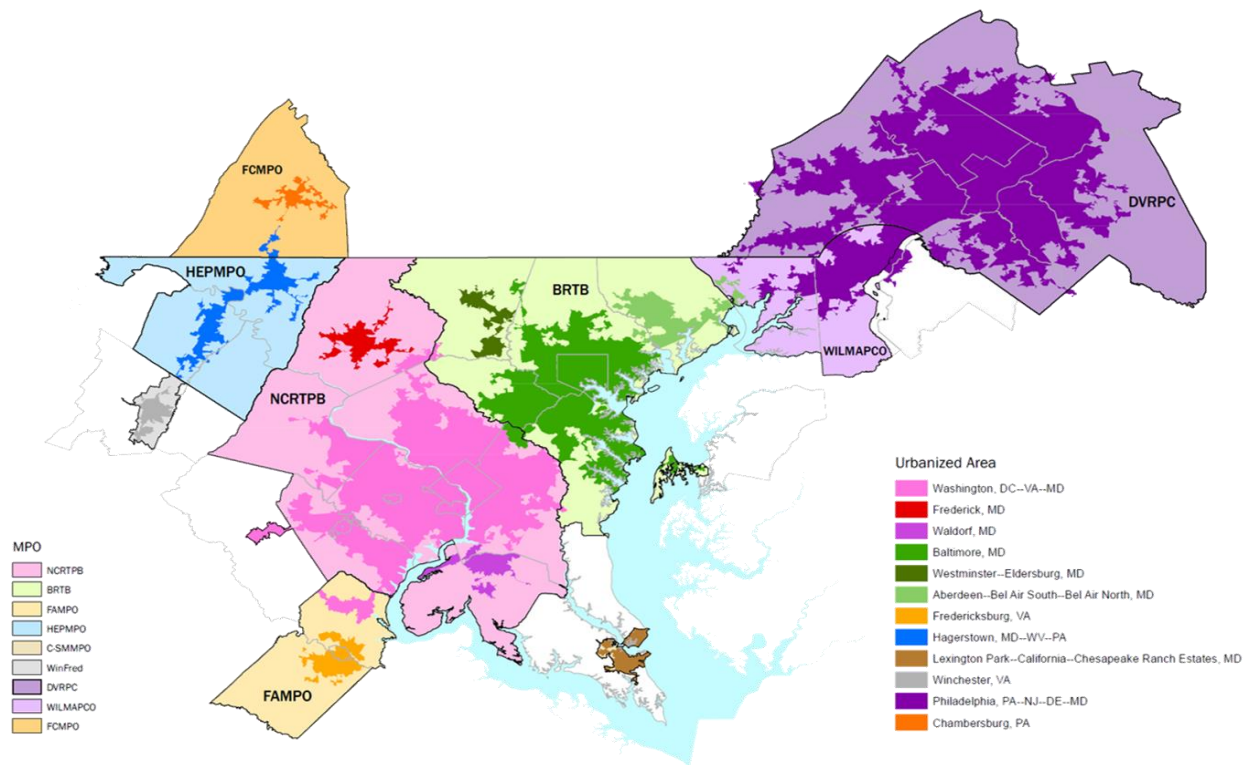 FCMPO
DVRPC
HEPMPO
BRTB
WILMAPCO
NCRTPB
FAMPO
MPO
NCRTPB
BRTB
FAMPO
HEPMPO
C-SMMPO
WinFred
DVRPC
WILMAPCO
FCMPO
Urbanized Area
Washington, DC--VA--MD
Frederick, MD
Waldorf, MD
Baltimore, MD
Westminster--Eldersburg, MD
Aberdeen--Bel Air South--Bel Air North, MD
Fredericksburg, VA
Hagerstown, MD--WV--PA
Lexington Park--California--Chesapeake Ranch Estates, MD
Winchester, VA
Philadelphia, PA--NJ--DE--MD
Chambersburg, PA